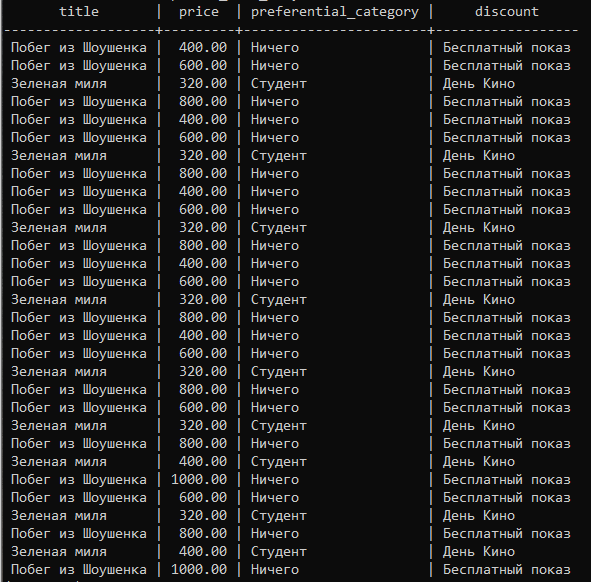 title | price | preferential_category | discount
-------------------+---------+-----------------------+------------------
Побег из Шоушенка | 400.00 | Ничего | Бесплатный показ
Побег из Шоушенка | 600.00 | Ничего | Бесплатный показ
Зеленая миля | 320.00 | Студент | День Кино
Побег из Шоушенка | 800.00 | Ничего | Бесплатный показ
Побег из Шоушенка | 400.00 | Ничего | Бесплатный показ
Побег из Шоушенка | 600.00 | Ничего | Бесплатный показ
Зеленая миля | 320.00 | Студент | День Кино
Побег из Шоушенка | 800.00 | Ничего | Бесплатный показ
Побег из Шоушенка | 400.00 | Ничего | Бесплатный показ
Побег из Шоушенка | 600.00 | Ничего | Бесплатный показ
Зеленая миля | 320.00 | Студент | День Кино
Побег из Шоушенка | 800.00 | Ничего | Бесплатный показ
Побег из Шоушенка | 400.00 | Ничего | Бесплатный показ
Побег из Шоушенка | 600.00 | Ничего | Бесплатный показ
Зеленая миля | 320.00 | Студент | День Кино
Побег из Шоушенка | 800.00 | Ничего | Бесплатный показ
Побег из Шоушенка | 400.00 | Ничего | Бесплатный показ
Побег из Шоушенка | 600.00 | Ничего | Бесплатный показ
Зеленая миля | 320.00 | Студент | День Кино
Побег из Шоушенка | 800.00 | Ничего | Бесплатный показ
Побег из Шоушенка | 600.00 | Ничего | Бесплатный показ
Зеленая миля | 320.00 | Студент | День Кино
Побег из Шоушенка | 800.00 | Ничего | Бесплатный показ
Зеленая миля | 400.00 | Студент | День Кино
Побег из Шоушенка | 1000.00 | Ничего | Бесплатный показ
Побег из Шоушенка | 600.00 | Ничего | Бесплатный показ
Зеленая миля | 320.00 | Студент | День Кино
Побег из Шоушенка | 800.00 | Ничего | Бесплатный показ
Зеленая миля | 400.00 | Студент | День Кино
Побег из Шоушенка | 1000.00 | Ничего | Бесплатный показ